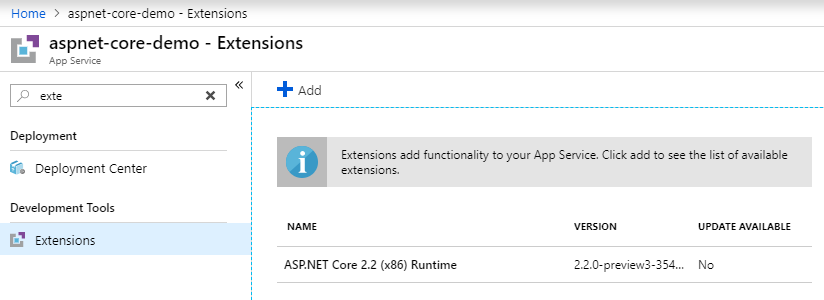 Home > aspnet-core-demo - Extensions
aspnet-core-demo - Extensions
App Service
exte
«
Deployment
Deployment Center
Development Tools
Extensions
Add
Extensions add functionality to your App Service. Click add to see the list of available
extensions.
NAME VERSION UPDATE AVAILABLE
ASP.NET Core 2.2 (x86) Runtime 2.2.0-preview3-354... No